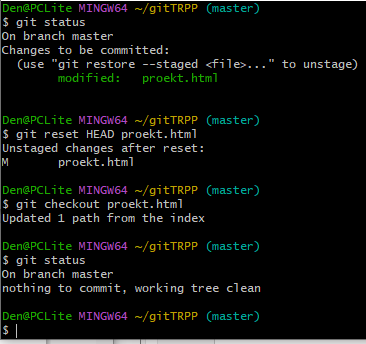 Den@PCLite MINGW64 ~/gitTRPP (master)
$ git status
On branch master
Changes to be committed:
  (use "git restore --staged <file>..." to unstage)
        modified:   proekt.html

Den@PCLite MINGW64 ~/gitTRPP (master)
$ git reset HEAD proekt.html
Unstaged changes after reset:
M       proekt.html

Den@PCLite MINGW64 ~/gitTRPP (master)
$ git checkout proekt.html
Updated 1 path from the index

Den@PCLite MINGW64 ~/gitTRPP (master)
$ git status
On branch master
nothing to commit, working tree clean

Den@PCLite MINGW64 ~/gitTRPP (master)
$